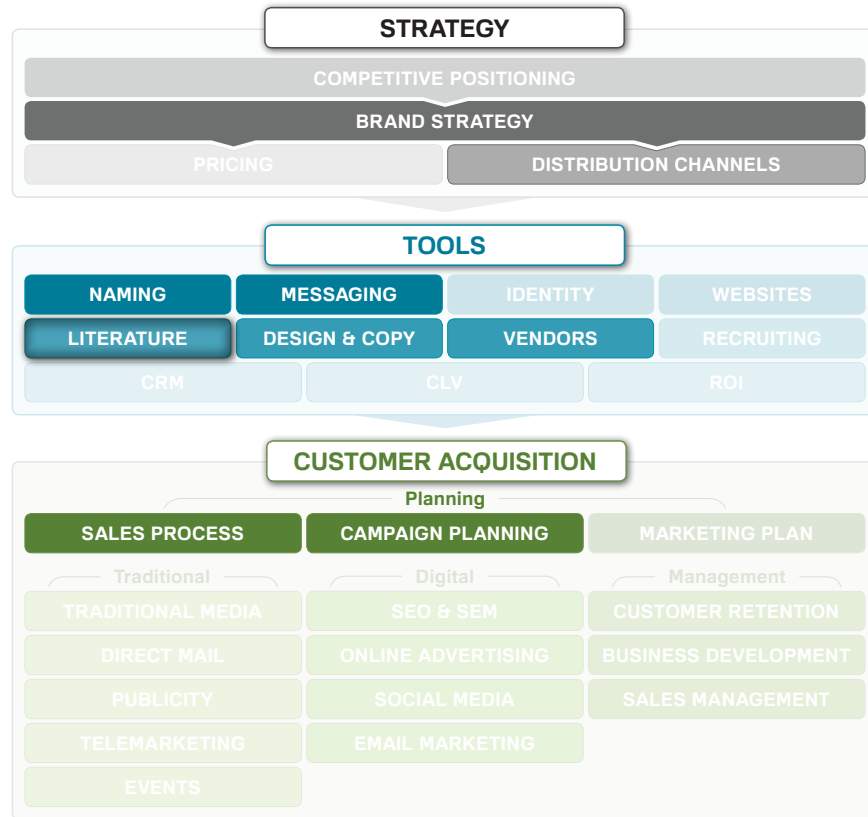 STRATEGY
COMPETITIVE POSITIONING
BRAND STRATEGY
PRICING DISTRIBUTION CHANNELS
TOOLS
NAMING MESSAGING IDENTITY WEBSITES
LITERATURE DESIGN & COPY VENDORS RECRUITING
CRM CLV ROI
CUSTOMER ACQUISITION
Planning
SALES PROCESS CAMPAIGN PLANNING MARKETING PLAN
Traditional Digital Management
TRADITIONAL MEDIA SEO & SEM CUSTOMER RETENTION
DIRECT MAIL ONLINE ADVERTISING BUSINESS DEVELOPMENT
PUBLICITY SOCIAL MEDIA SALES MANAGEMENT
TELEMARKETING EMAIL MARKETING
EVENTS